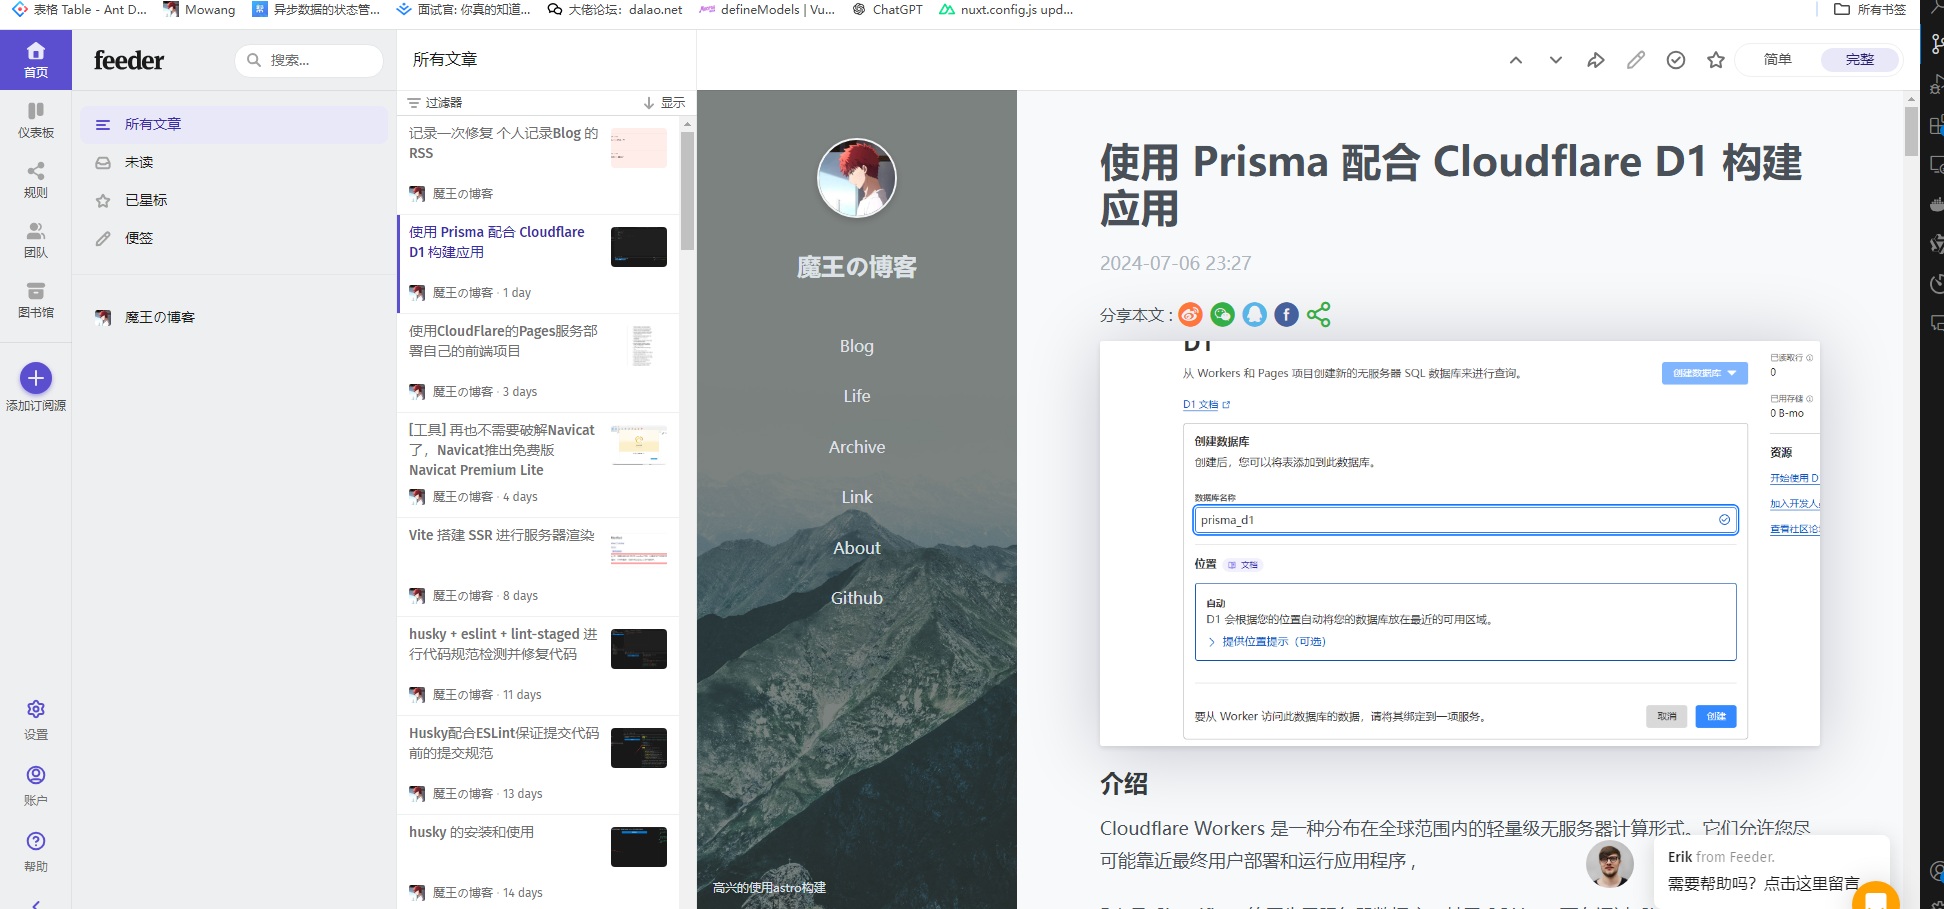 表格 Table - Ant D...
Mowang
异步数据的状态管...
面试官: 你真的知道...
大佬论坛：dalao.net
defineModels | Vu...
ChatGPT
nuxt.config.js upd...
所有书签
首页
仪表板
规则
团队
图书馆
添加订阅源
设置
账户
帮助
feeder
搜索...
所有文章
未读
已星标
便签
魔王の博客
所有文章
过滤器
显示
记录一次修复 个人记录Blog 的
RSS
魔王の博客
使用 Prisma 配合 Cloudflare
D1 构建应用
魔王の博客 · 1 day
使用CloudFlare的Pages服务部
署自己的前端项目
魔王の博客 · 3 days
[工具] 再也不需要破解Navicat
了，Navicat推出免费版
Navicat Premium Lite
魔王の博客 · 4 days
Vite 搭建 SSR 进行服务器渲染
魔王の博客 · 8 days
husky + eslint + lint-staged 进
行代码规范检测并修复代码
魔王の博客 · 11 days
Husky配合ESLint保证提交代码
前的提交规范
魔王の博客 · 13 days
husky 的安装和使用
魔王の博客 · 14 days
简单
完整
魔王の博客
Blog
Life
Archive
Link
About
Github
高兴的使用astro构建
使用 Prisma 配合 Cloudflare D1 构建
应用
2024-07-06 23:27
分享本文 :
D1
从 Workers 和 Pages 项目创建新的无服务器 SQL 数据库来进行查询。
创建数据库
D1 文档
已读取行
0
已用存储
0 B-mo
创建数据库
创建后，您可以将表添加到此数据库。
资源
开始使用 D
加入开发人
查看社区论
数据库名称
prisma_d1
位置
文档
自动
D1 会根据您的位置自动将您的数据库放在最近的可用区域。
提供位置提示（可选）
要从 Worker 访问此数据库的数据，请将其绑定到一项服务。
取消
创建
介绍
Cloudflare Workers 是一种分布在全球范围内的轻量级无服务器计算形式。它们允许您尽
可能靠近最终用户部署和运行应用程序 ,
Erik from Feeder.
需要帮助吗？点击这里留言